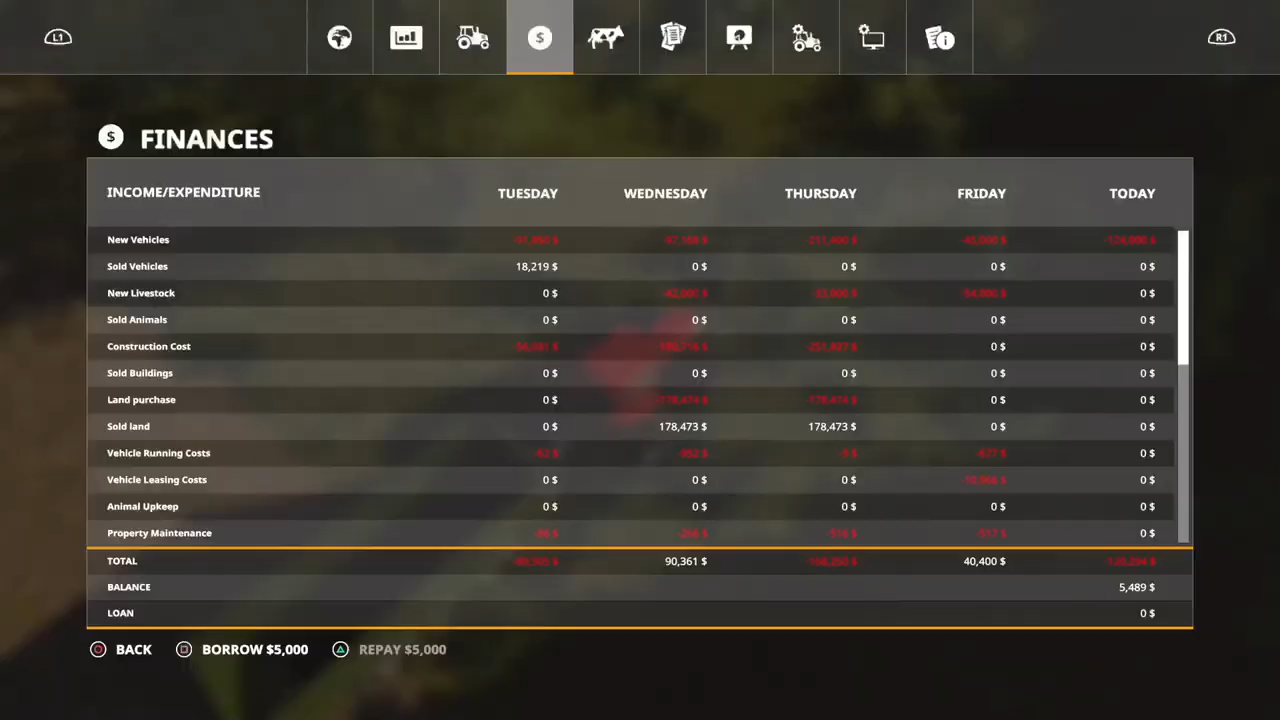 L1
$
R1
$ FINANCES
INCOME/EXPENDITURE TUESDAY WEDNESDAY THURSDAY FRIDAY TODAY
New Vehicles
Sold Vehicles 18,219 $ 0 $ 0 $ 0 $ 0 $
New Livestock 0 $ 0 $
Sold Animals 0 $ 0 $ 0 $ 0 $ 0 $
Construction Cost 0 $ 0 $
Sold Buildings 0 $ 0 $ 0 $ 0 $ 0 $
Land purchase 0 $ -178,474 $ -178,474 $ 0 $ 0 $
Sold land 0 $ 178,473 $ 178,473 $ 0 $ 0 $
Vehicle Running Costs 0 $
Vehicle Leasing Costs 0 $ 0 $ 0 $ 0 $
Animal Upkeep 0 $ 0 $ 0 $ 0 $ 0 $
Property Maintenance 0 $
TOTAL 90,361 $ 40,400 $
BALANCE 5,489 $
LOAN 0 $
BACK BORROW $5,000 REPAY $5,000